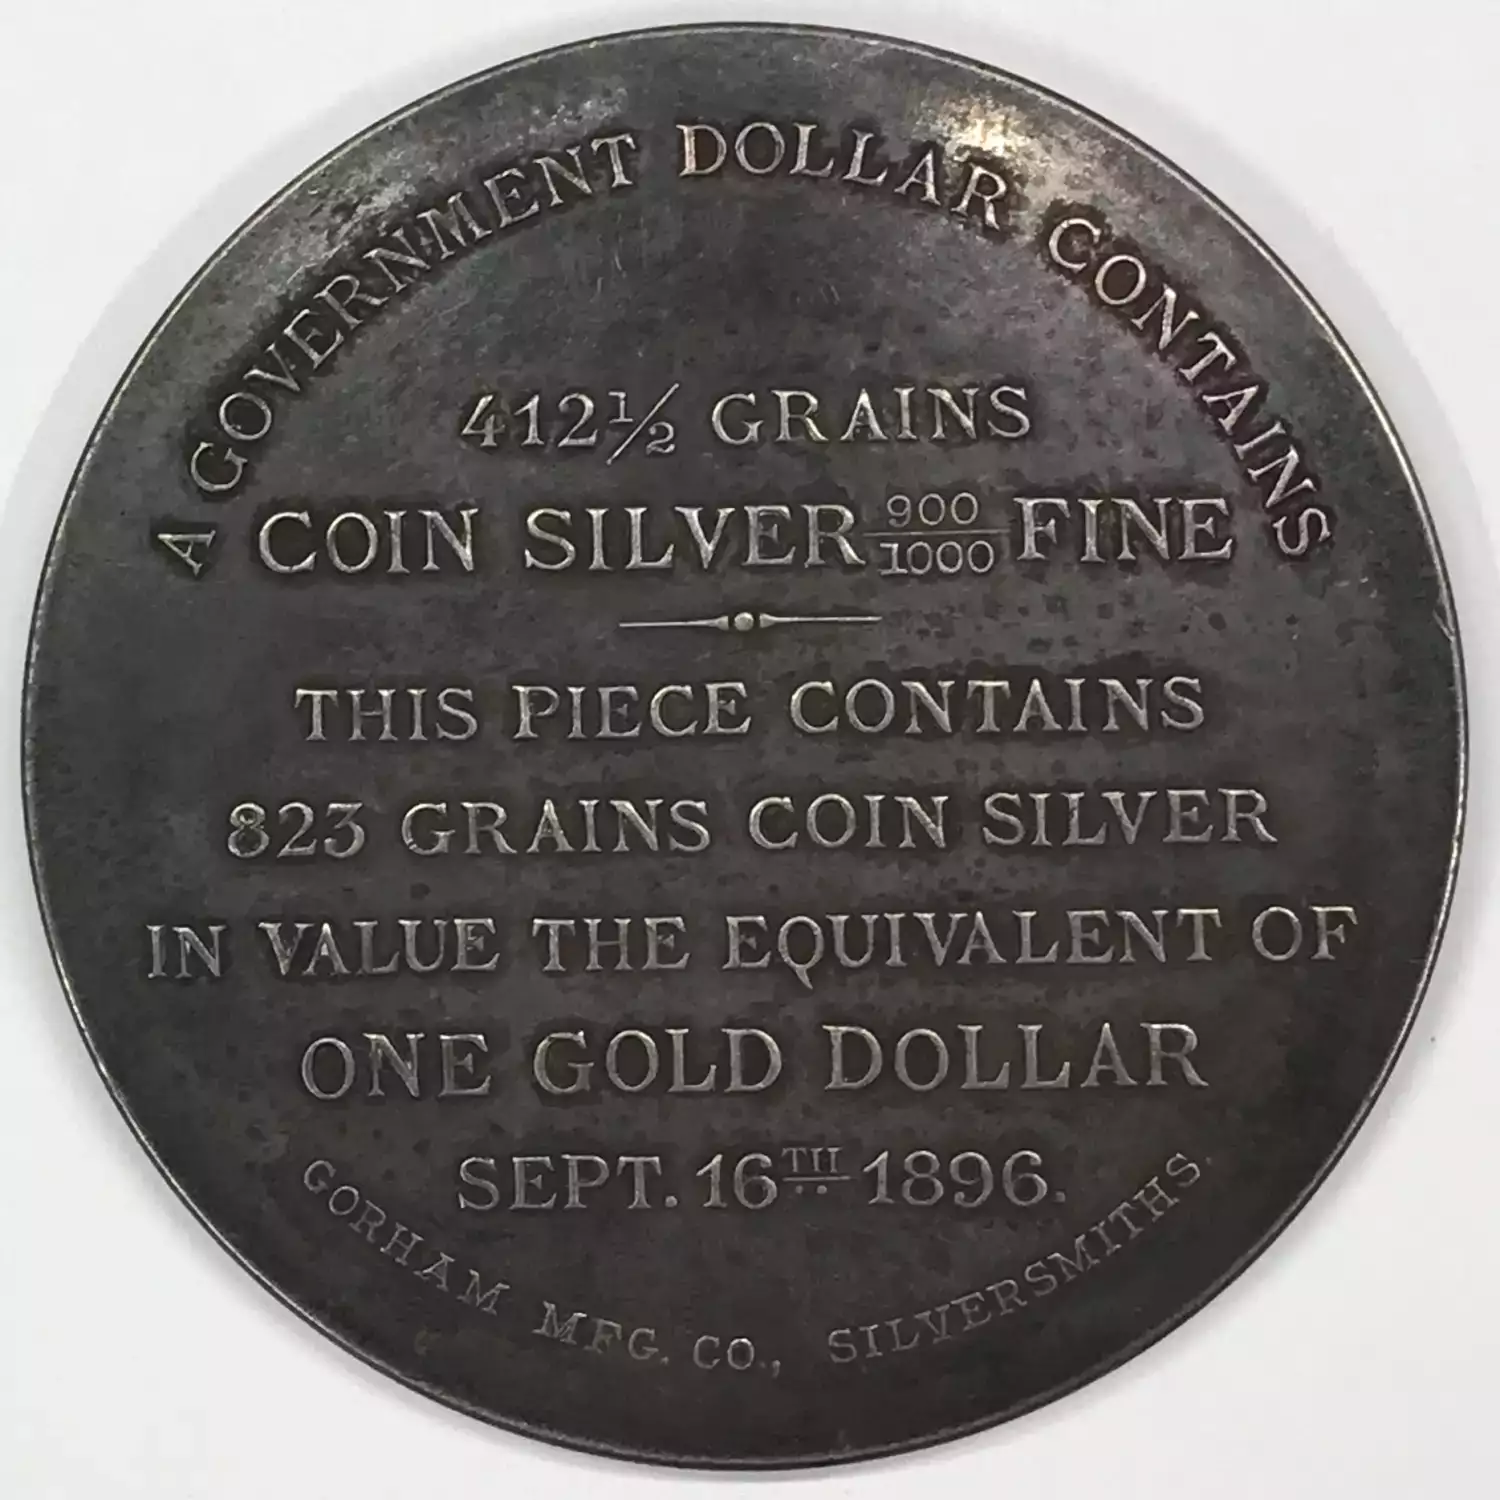 A GOVERNMENT DOLLAR CONTAINS
412½ GRAINS
COIN SILVER 900/1000 FINE
THIS PIECE CONTAINS
823 GRAINS COIN SILVER
IN VALUE THE EQUIVALENT OF
ONE GOLD DOLLAR
SEPT. 16TH 1896.
GORHAM MFG. CO., SILVERSMITHS.